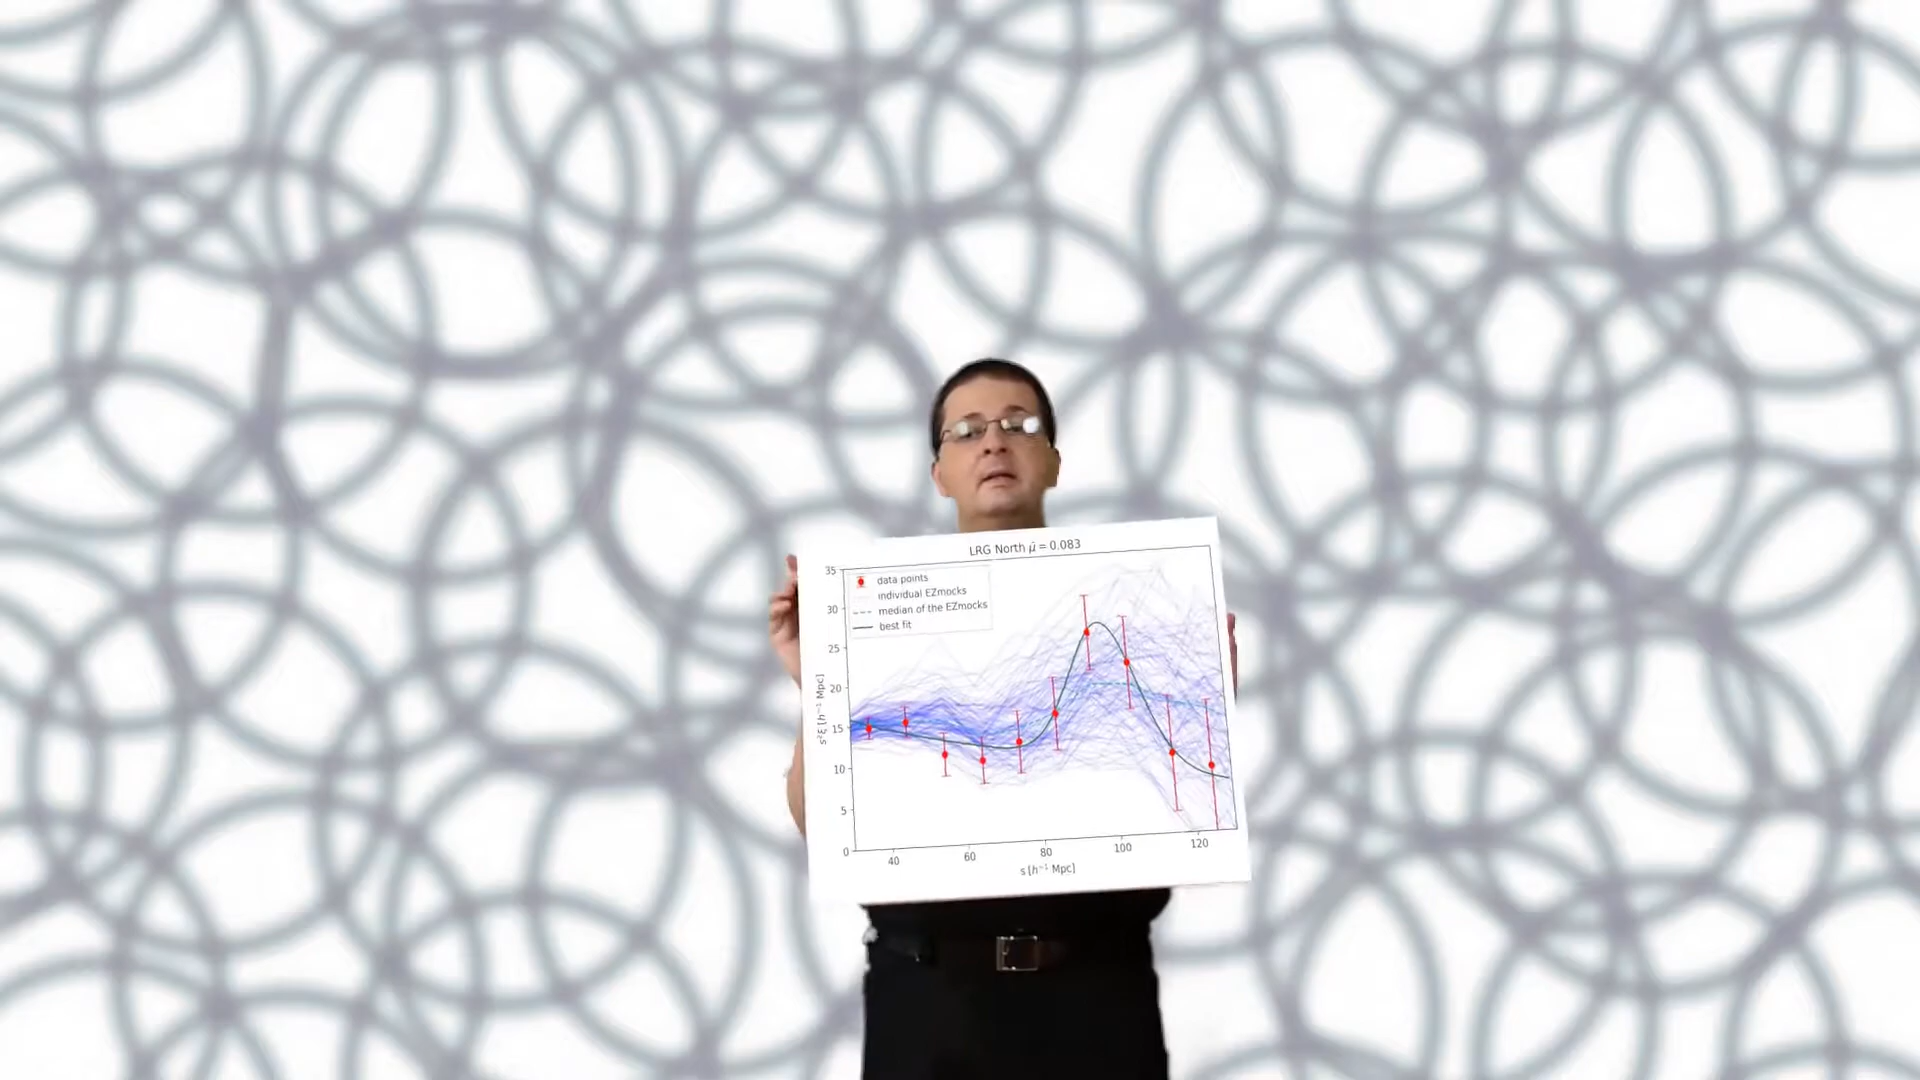 LRG North μ̄ = 0.083
data points
individual EZmocks
median of the EZmocks
best fit
35
30
25
20
15
10
5
0
s²ξ [h⁻¹ Mpc]
40 60 80 100 120
s [h⁻¹ Mpc]